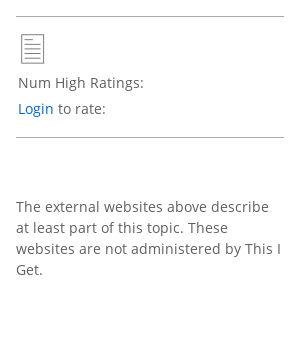 Num High Ratings:
Login to rate:
The external websites above describe
at least part of this topic. These
websites are not administered by This I
Get.